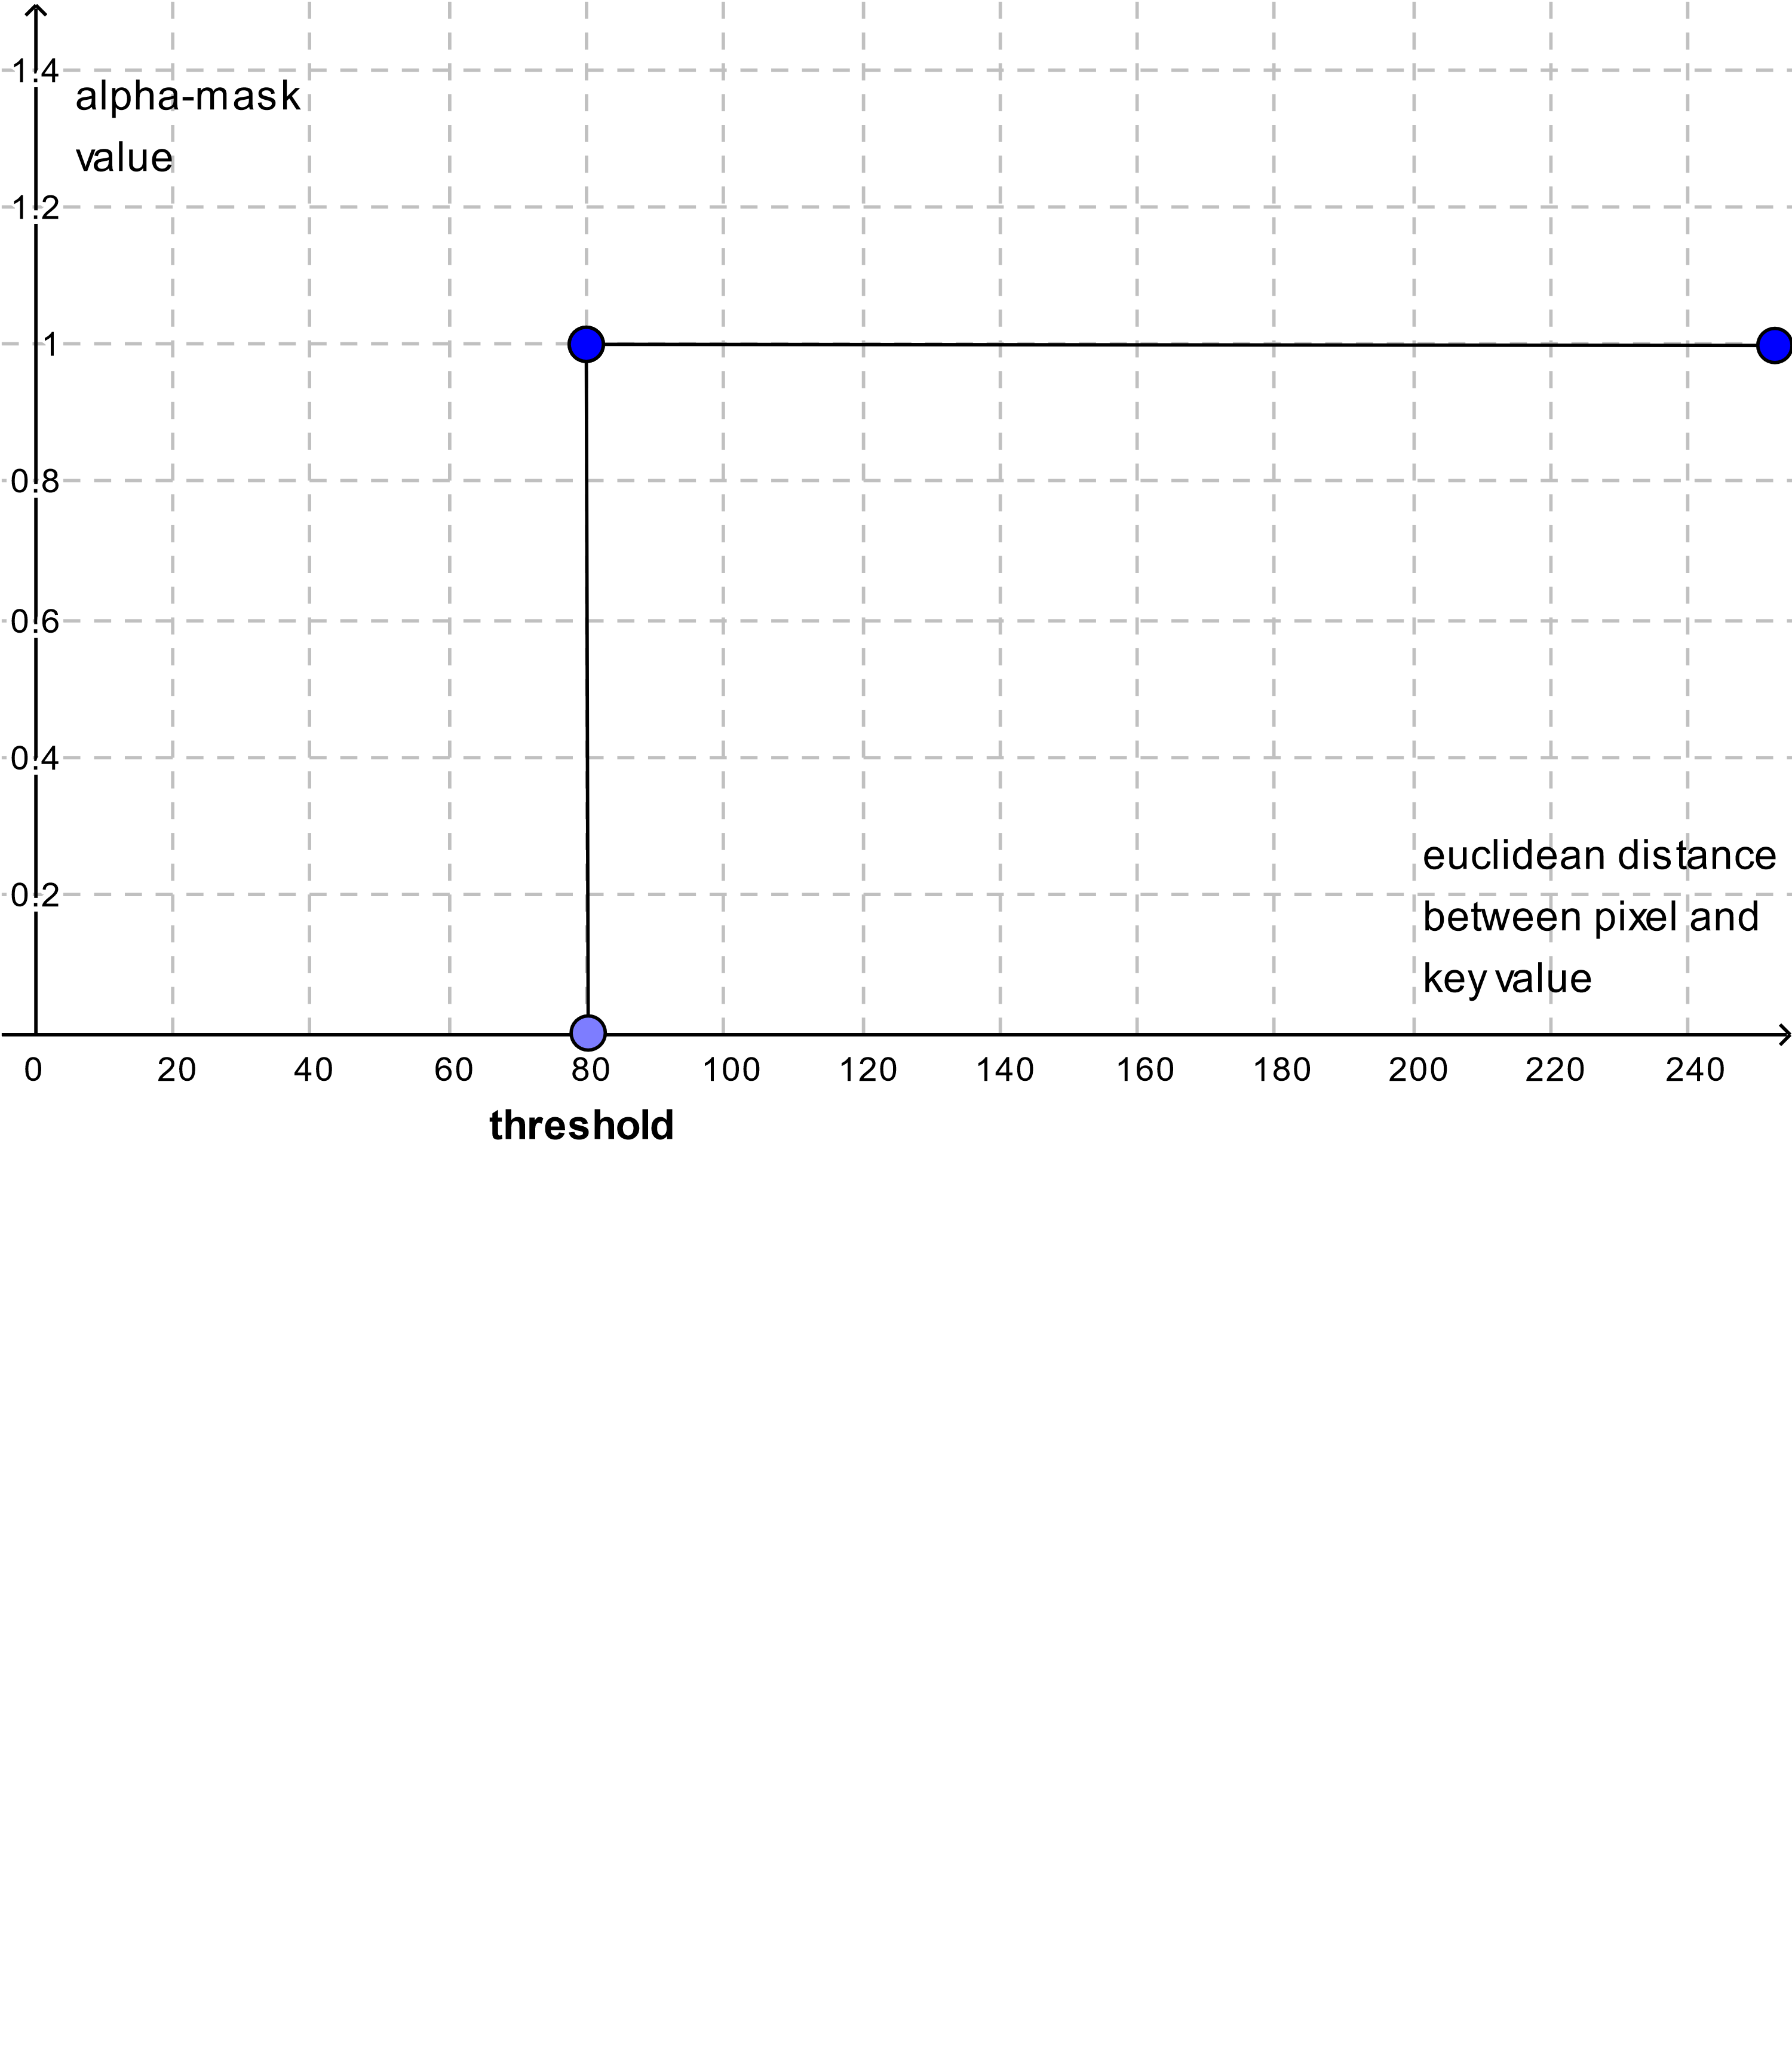 1.4
alpha-mask
value
1.2
1
0.8
0.6
0.4
euclidean distance
0.2
between pixel and
key value
0 20 40 60 80 100 120 140 160 180 200 220 240
threshold